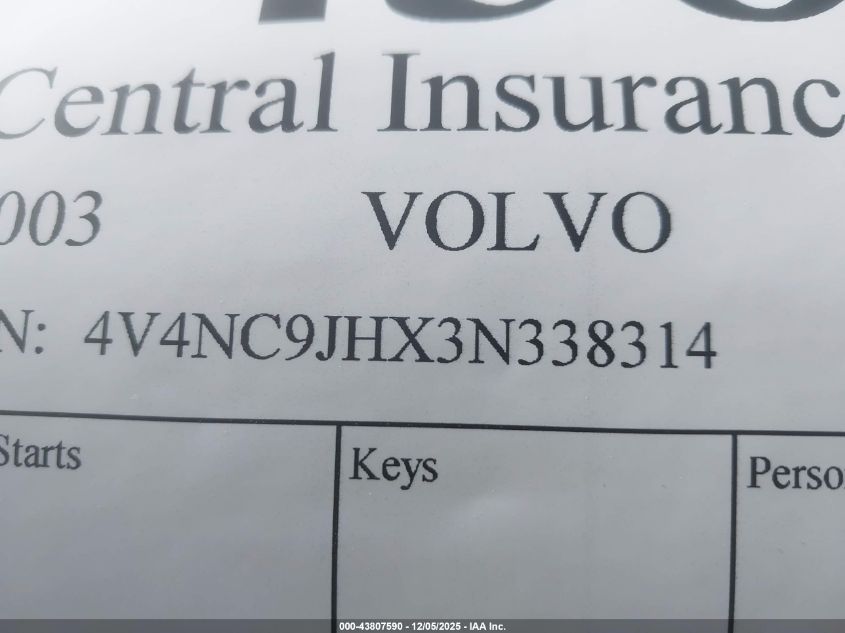 Central Insuranc
003 VOLVO
N: 4V4NC9JHX3N338314
Starts Keys Perso
000-43807590 - 12/05/2025 - IAA Inc.